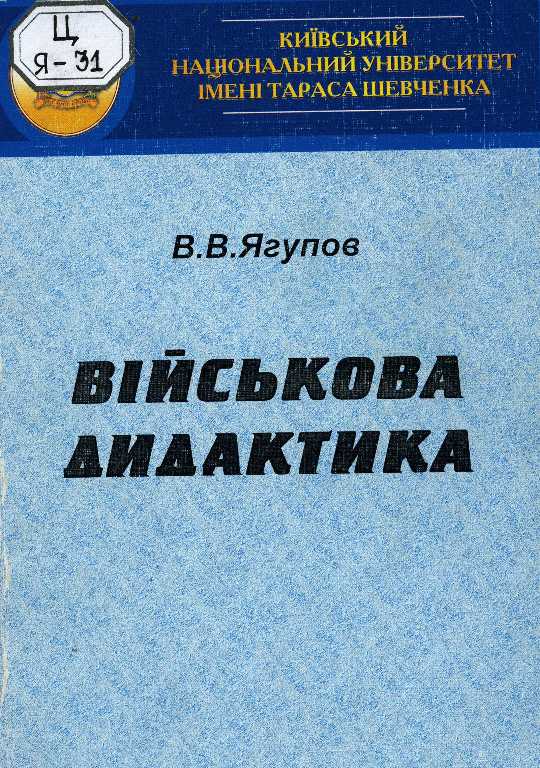 Ц
Я-31
КИЇВСЬКИЙ
НАЦІОНАЛЬНИЙ УНІВЕРСИТЕТ
ІМЕНІ ТАРАСА ШЕВЧЕНКА
В.В.Ягупов
ВІЙСЬКОВА
ДИДАКТИКА